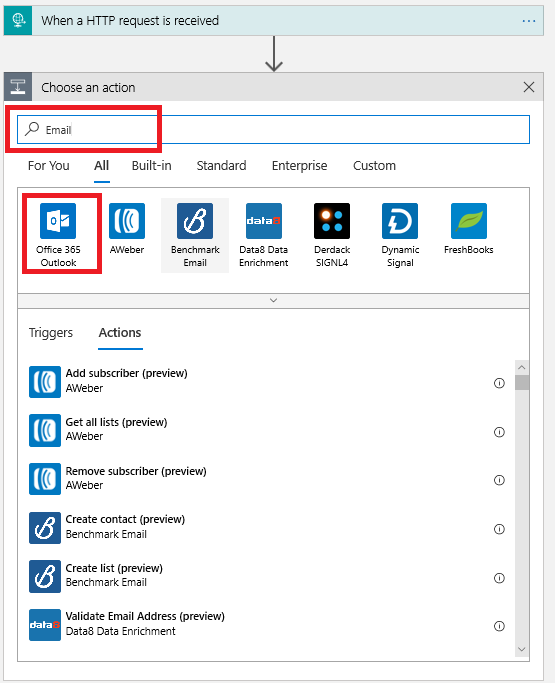 When a HTTP request is received
Choose an action
Email
For You All Built-in Standard Enterprise Custom
Office 365 Outlook
AWeber
Benchmark Email
Data8 Data Enrichment
Derdack SIGNL4
Dynamic Signal
FreshBooks
Triggers Actions
Add subscriber (preview)
AWeber
Get all lists (preview)
AWeber
Remove subscriber (preview)
AWeber
Create contact (preview)
Benchmark Email
Create list (preview)
Benchmark Email
Validate Email Address (preview)
Data8 Data Enrichment